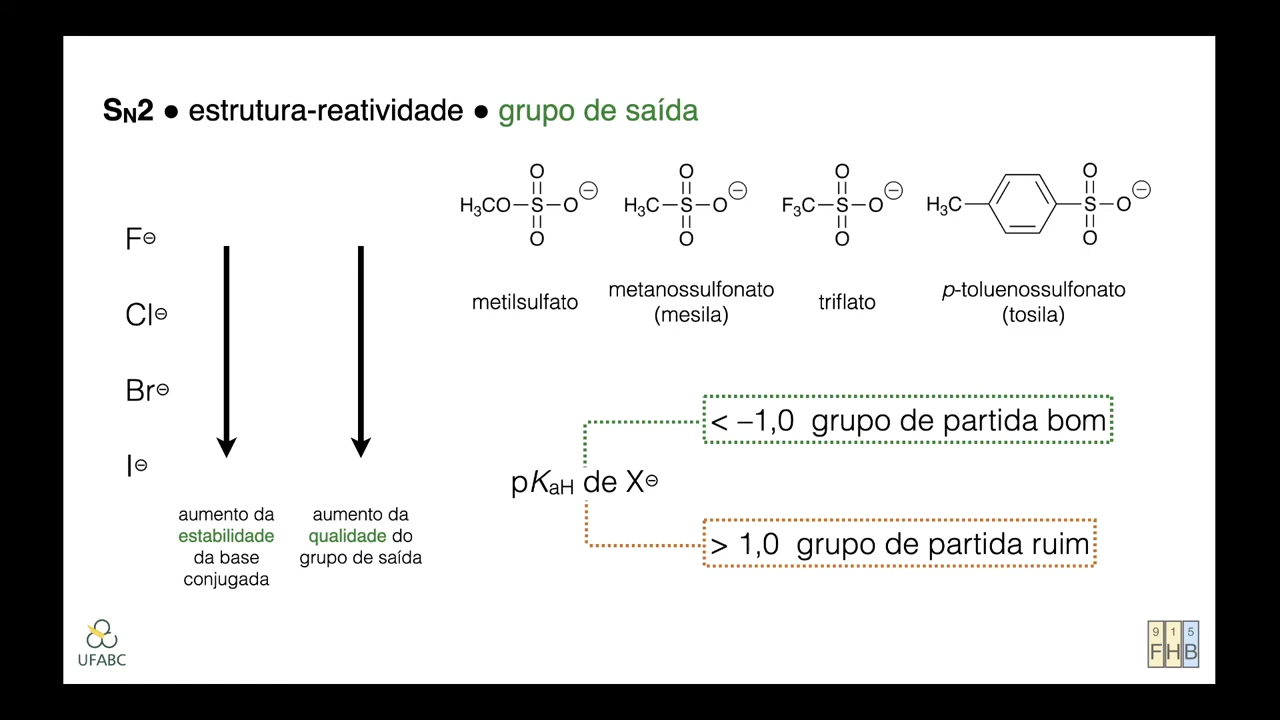 SN2 ● estrutura-reatividade ● grupo de saída
F⊖
Cl⊖
Br⊖
I⊖
aumento da
estabilidade
da base
conjugada
aumento da
qualidade do
grupo de saída
O
H₃CO–S–O⊖
O
metilsulfato
O
H₃C–S–O⊖
O
metanossulfonato
(mesila)
O
F₃C–S–O⊖
O
triflato
O
H₃C S–O⊖
O
p-toluenossulfonato
(tosila)
< –1,0 grupo de partida bom
pKaH de X⊖
> 1,0 grupo de partida ruim
UFABC
9 1 5
F H B